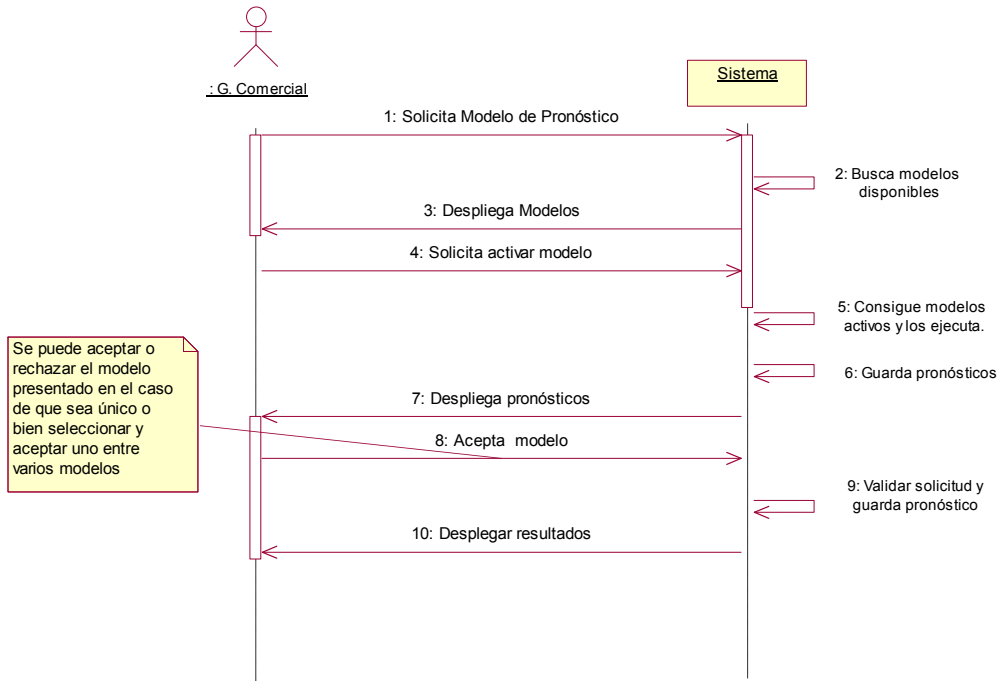 : G. Comercial
Sistema
1: Solicita Modelo de Pronóstico
2: Busca modelos
disponibles
3: Despliega Modelos
4: Solicita activar modelo
5: Consigue modelos
activos y los ejecuta.
Se puede aceptar o
rechazar el modelo
presentado en el caso
de que sea único o
bien seleccionar y
aceptar uno entre
varios modelos
6: Guarda pronósticos
7: Despliega pronósticos
8: Acepta modelo
9: Validar solicitud y
guarda pronóstico
10: Desplegar resultados